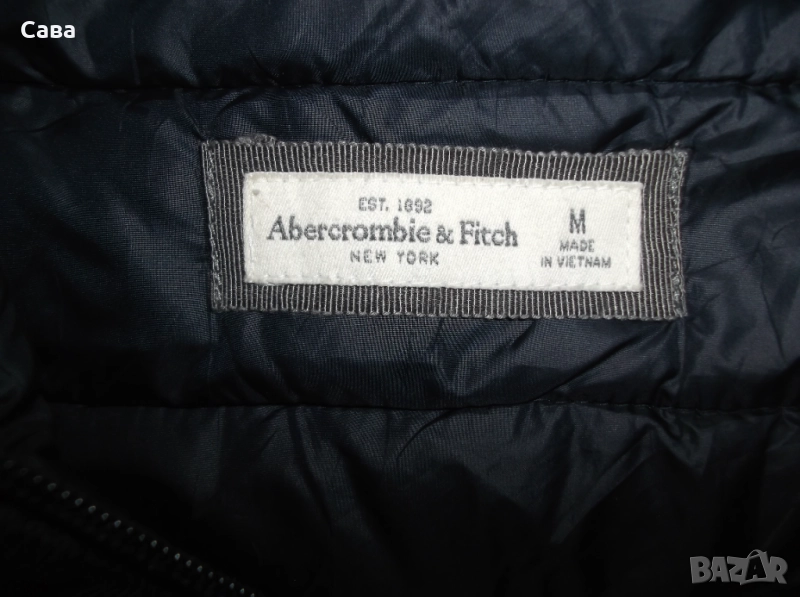 Сава
EST. 1892
Abercrombie & Fitch
NEW YORK
M
MADE
IN VIETNAM
BAZAR